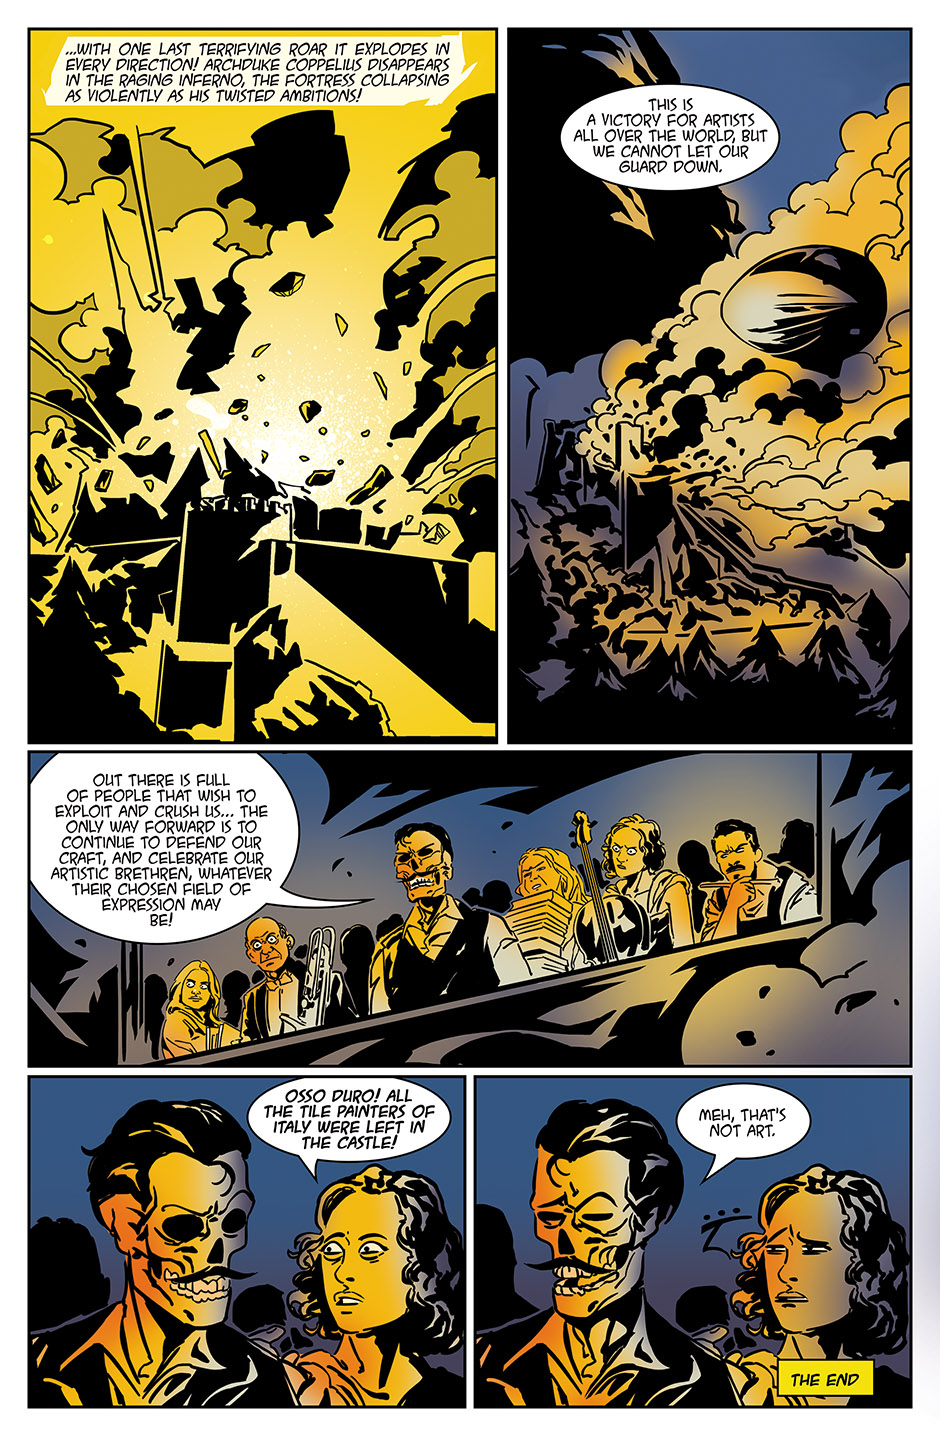 ...WITH ONE LAST TERRIFYING ROAR IT EXPLODES IN
EVERY DIRECTION! ARCHDUKE COPPELIUS DISAPPEARS
IN THE RAGING INFERNO, THE FORTRESS COLLAPSING
AS VIOLENTLY AS HIS TWISTED AMBITIONS!
THIS IS
A VICTORY FOR ARTISTS
ALL OVER THE WORLD, BUT
WE CANNOT LET OUR
GUARD DOWN.
OUT THERE IS FULL
OF PEOPLE THAT WISH TO
EXPLOIT AND CRUSH US... THE
ONLY WAY FORWARD IS TO
CONTINUE TO DEFEND OUR
CRAFT, AND CELEBRATE OUR
ARTISTIC BRETHREN, WHATEVER
THEIR CHOSEN FIELD OF
EXPRESSION MAY
BE!
OSSO DURO! ALL
THE TILE PAINTERS OF
ITALY WERE LEFT IN
THE CASTLE!
MEH, THAT'S
NOT ART.
THE END